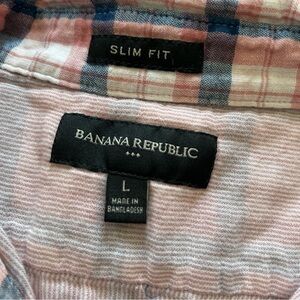 SLIM FIT
BANANA REPUBLIC
L
MADE IN
BANGLADESH